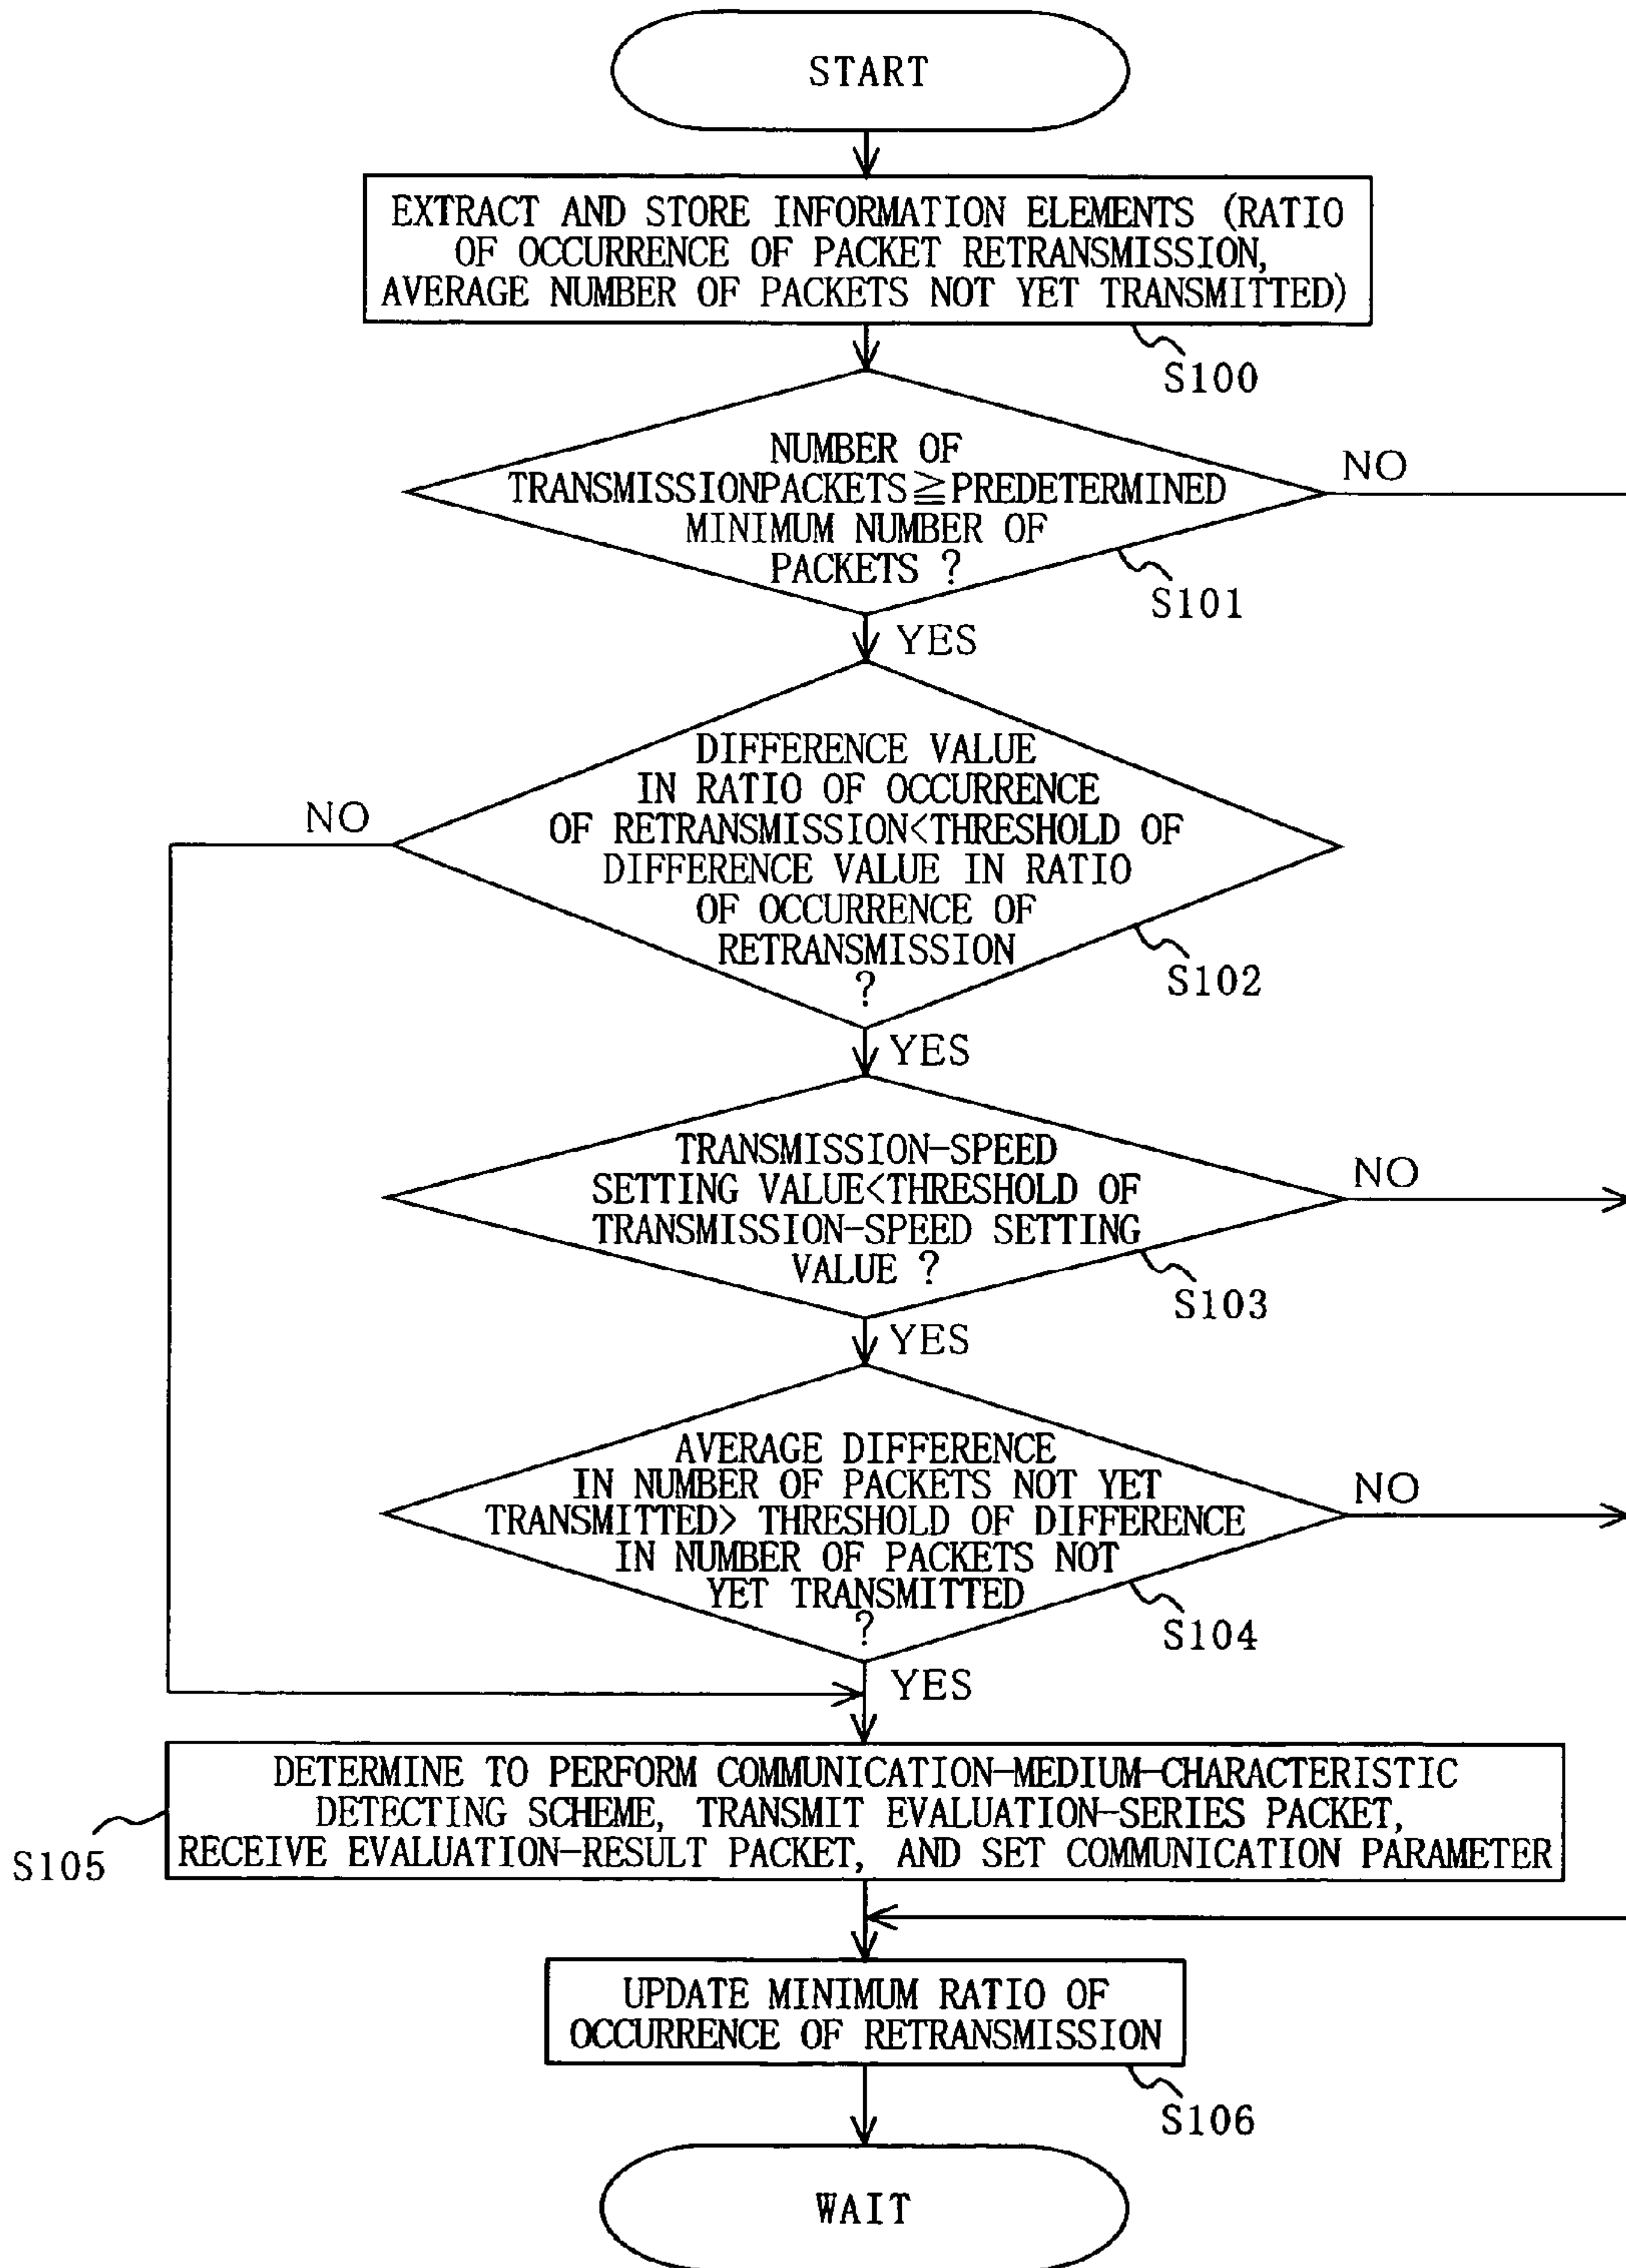 START
EXTRACT AND STORE INFORMATION ELEMENTS (RATIO
OF OCCURRENCE OF PACKET RETRANSMISSION,
AVERAGE NUMBER OF PACKETS NOT YET TRANSMITTED)
S100
NUMBER OF
TRANSMISSIONPACKETS≧PREDETERMINED
MINIMUM NUMBER OF
PACKETS ?
NO
S101
YES
DIFFERENCE VALUE
IN RATIO OF OCCURRENCE
OF RETRANSMISSION<THRESHOLD OF
DIFFERENCE VALUE IN RATIO
OF OCCURRENCE OF
RETRANSMISSION
?
NO
S102
YES
TRANSMISSION-SPEED
SETTING VALUE<THRESHOLD OF
TRANSMISSION-SPEED SETTING
VALUE ?
NO
S103
YES
AVERAGE DIFFERENCE
IN NUMBER OF PACKETS NOT YET
TRANSMITTED> THRESHOLD OF DIFFERENCE
IN NUMBER OF PACKETS NOT
YET TRANSMITTED
?
NO
S104
YES
DETERMINE TO PERFORM COMMUNICATION-MEDIUM-CHARACTERISTIC
DETECTING SCHEME, TRANSMIT EVALUATION-SERIES PACKET,
RECEIVE EVALUATION-RESULT PACKET, AND SET COMMUNICATION PARAMETER
S105
UPDATE MINIMUM RATIO OF
OCCURRENCE OF RETRANSMISSION
S106
WAIT